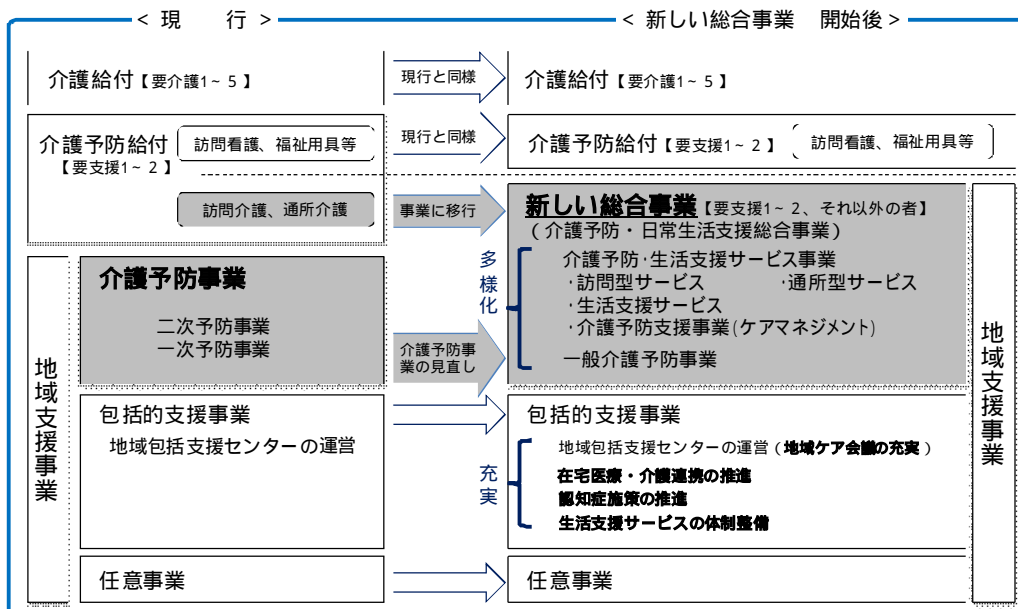 < 現　行 >
< 新しい総合事業　開始後 >
介護給付【要介護1~5】
現行と同様
介護給付【要介護1~5】
介護予防給付
【要支援1~2】
訪問看護、福祉用具等
現行と同様
介護予防給付【要支援1~2】
訪問看護、福祉用具等
訪問介護、通所介護
事業に移行
新しい総合事業【要支援1~2、それ以外の者】
(介護予防・日常生活支援総合事業)
多様化
介護予防・生活支援サービス事業
・訪問型サービス　・通所型サービス
・生活支援サービス
・介護予防支援事業(ケアマネジメント)
一般介護予防事業
介護予防事業
二次予防事業
一次予防事業
介護予防事
業の見直し
地域支援事業
包括的支援事業
地域包括支援センターの運営
充実
包括的支援事業
地域包括支援センターの運営(地域ケア会議の充実)
在宅医療・介護連携の推進
認知症施策の推進
生活支援サービスの体制整備
地域支援事業
任意事業
任意事業